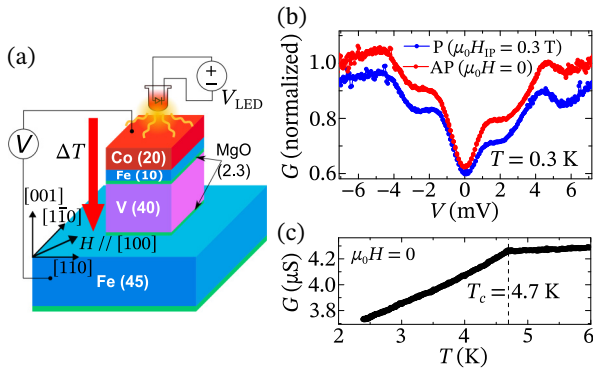 (a)
V_LED
V
ΔT
Co (20)
Fe (10)
MgO
(2.3)
V (40)
[001]
[11̅0]
H // [100]
[110]
Fe (45)
(b)
P (μ₀H_IP = 0.3 T)
AP (μ₀H = 0)
G (normalized)
1.0
0.8
0.6
T = 0.3 K
-6 -4 -2 0 2 4 6
V (mV)
(c)
μ₀H = 0
G (μS)
4.2
4.0
3.8
T_c = 4.7 K
2 3 4 5 6
T (K)